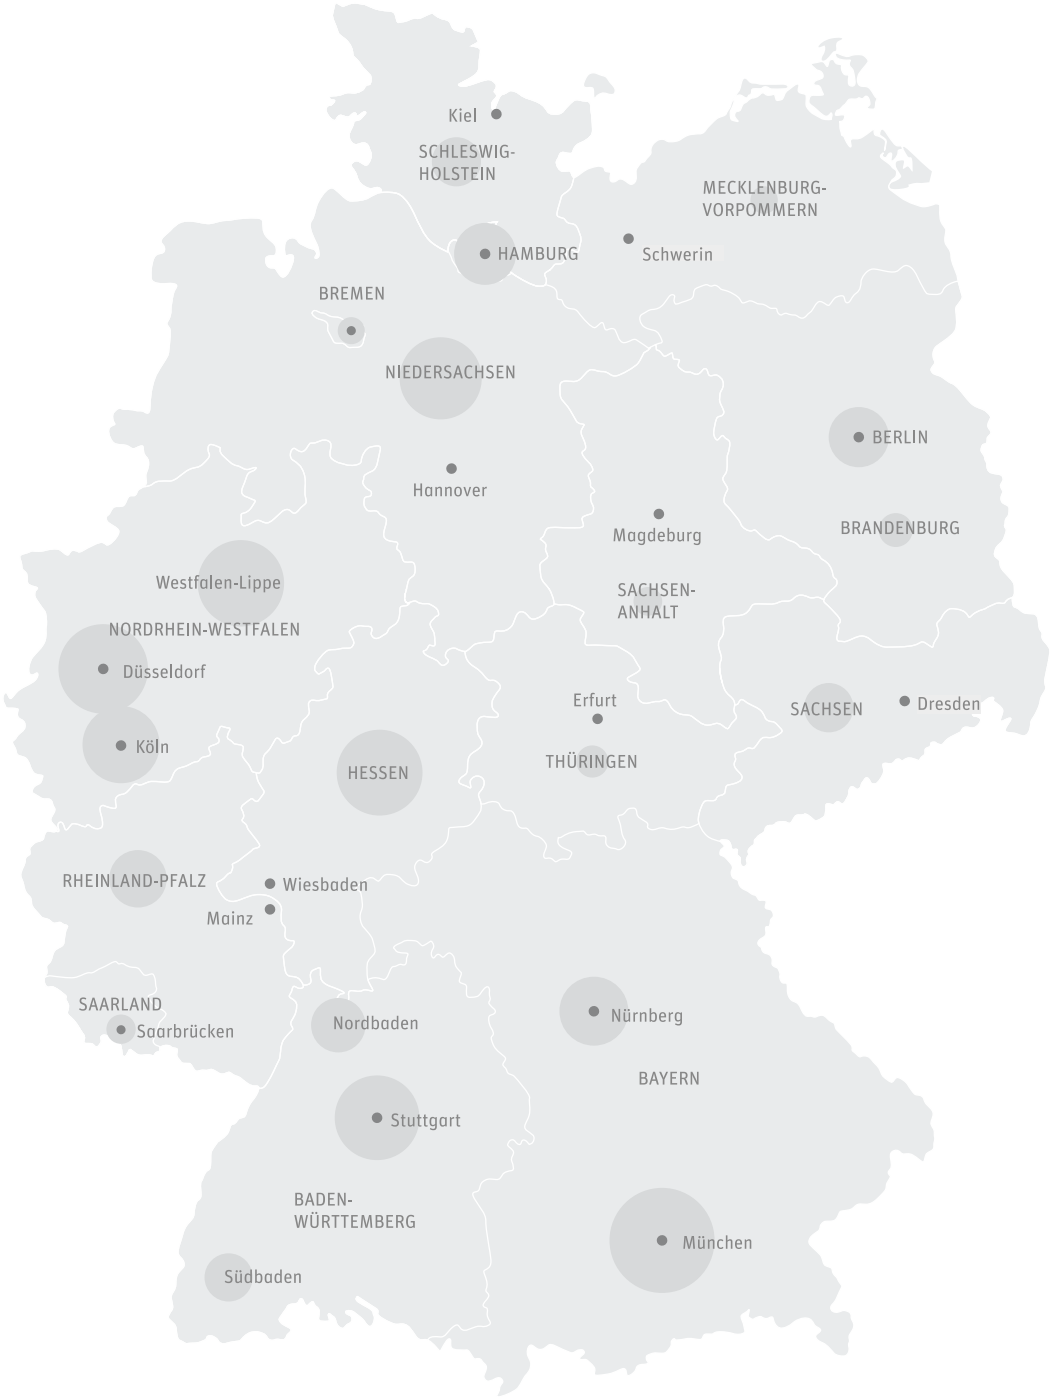 Kiel
SCHLESWIG-
HOLSTEIN
MECKLENBURG-
VORPOMMERN
HAMBURG
Schwerin
BREMEN
NIEDERSACHSEN
BERLIN
Hannover
BRANDENBURG
Magdeburg
Westfalen-Lippe
SACHSEN-
ANHALT
NORDRHEIN-WESTFALEN
Düsseldorf
Erfurt
Dresden
SACHSEN
Köln
THÜRINGEN
HESSEN
RHEINLAND-PFALZ
Wiesbaden
Mainz
SAARLAND
Saarbrücken
Nordbaden
Nürnberg
BAYERN
Stuttgart
BADEN-
WÜRTTEMBERG
München
Südbaden